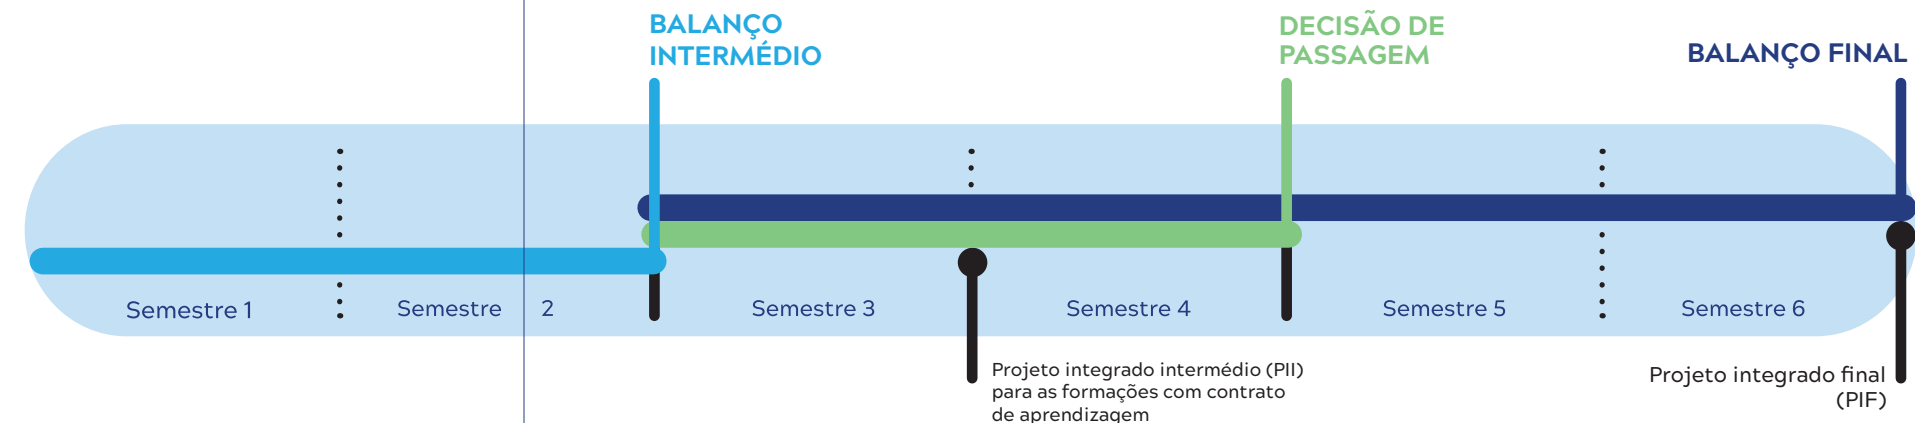 BALANÇO
INTERMÉDIO
DECISÃO DE
PASSAGEM
BALANÇO FINAL
Semestre 1
Semestre 2
Semestre 3
Semestre 4
Semestre 5
Semestre 6
Projeto integrado intermédio (PII)
para as formações com contrato
de aprendizagem
Projeto integrado final
(PIF)